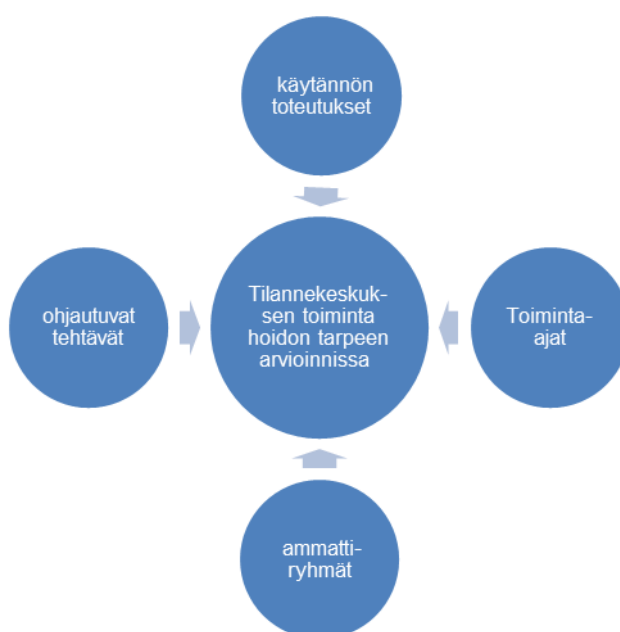 käytännön
toteutukset
ohjautuvat
tehtävät
Tilannekeskuk-
sen toiminta
hoidon tarpeen
arvioinnissa
Toiminta-
ajat
ammatti-
ryhmät